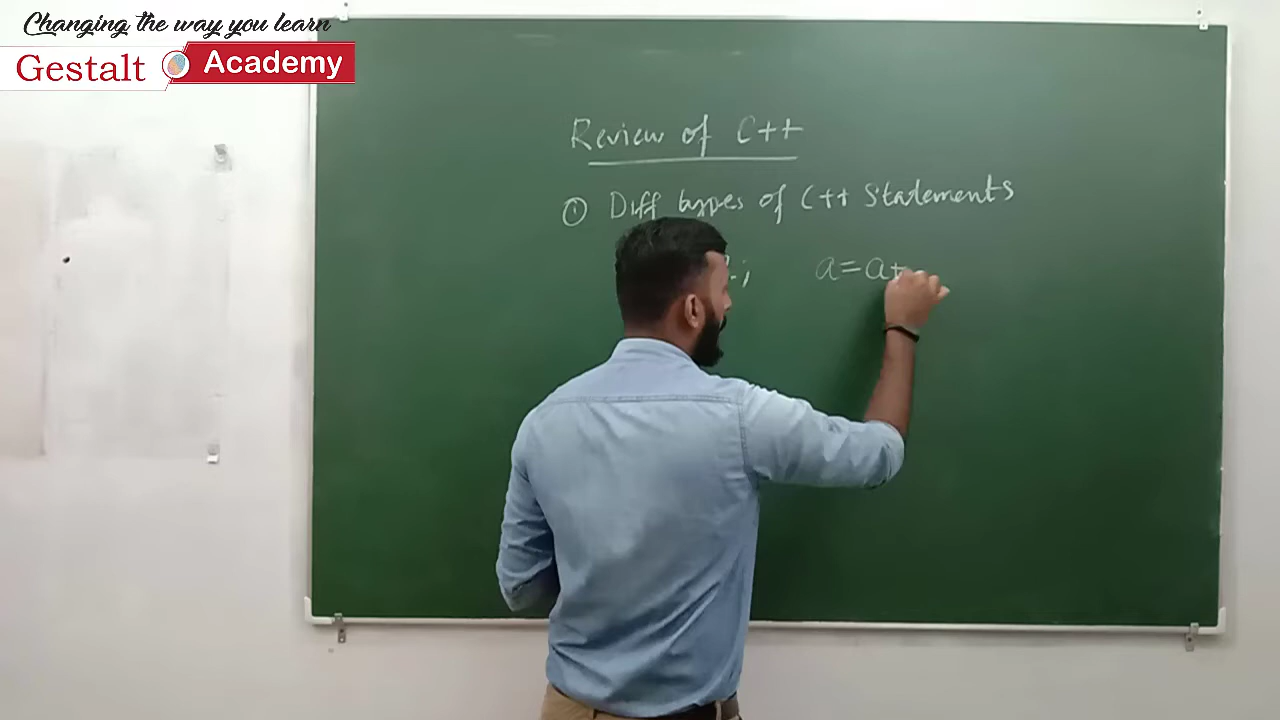 Changing the way you learn
Gestalt Academy
Review of C++
① Diff types of C++ Statements
; a=a+